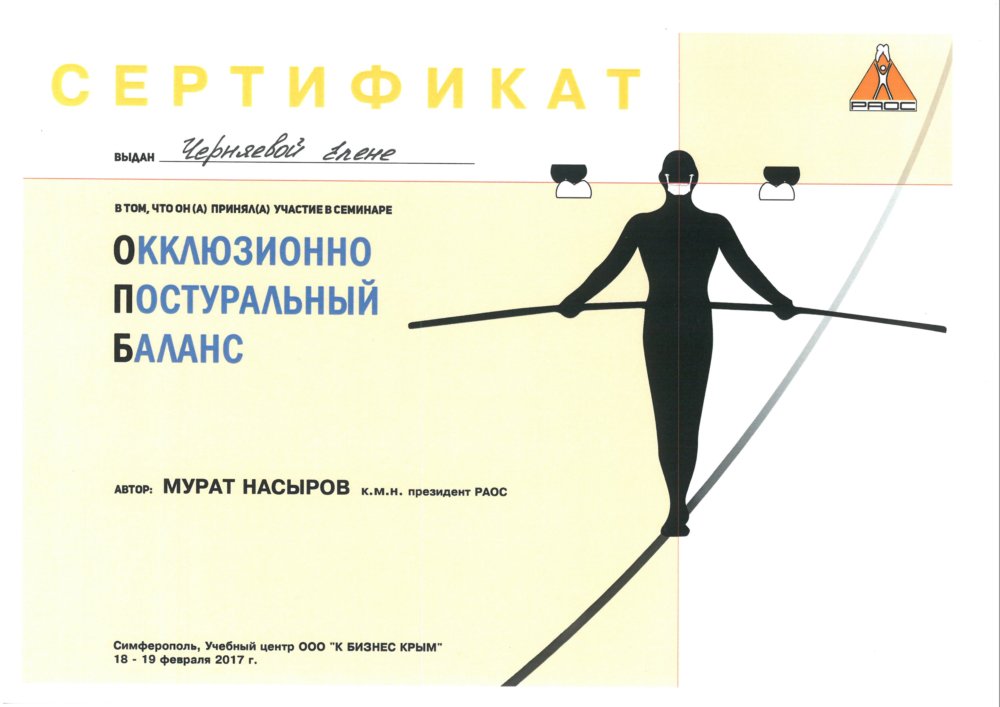 СЕРТИФИКАТ
РАОС
ВЫДАН Черняевой Елене
В ТОМ, ЧТО ОН (А) ПРИНЯЛ(А) УЧАСТИЕ В СЕМИНАРЕ
ОККЛЮЗИОННО
ПОСТУРАЛЬНЫЙ
БАЛАНС
АВТОР: МУРАТ НАСЫРОВ к.м.н. президент РАОС
Симферополь, Учебный центр ООО "К БИЗНЕС КРЫМ"
18 - 19 февраля 2017 г.